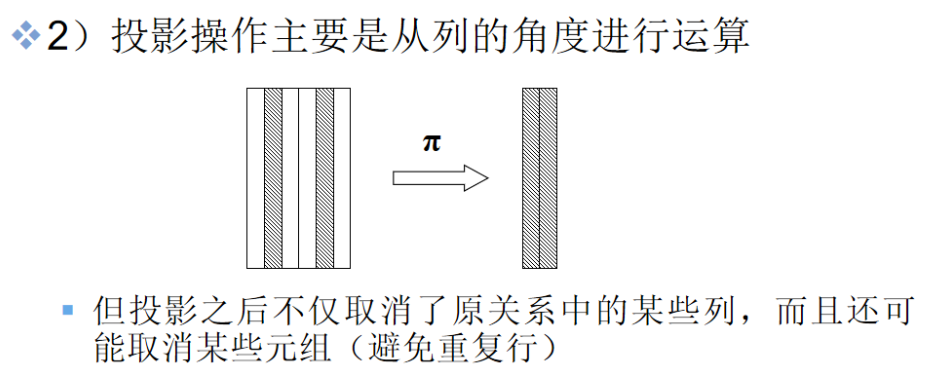 2）投影操作主要是从列的角度进行运算
π
但投影之后不仅取消了原关系中的某些列，而且还可
能取消某些元组（避免重复行）